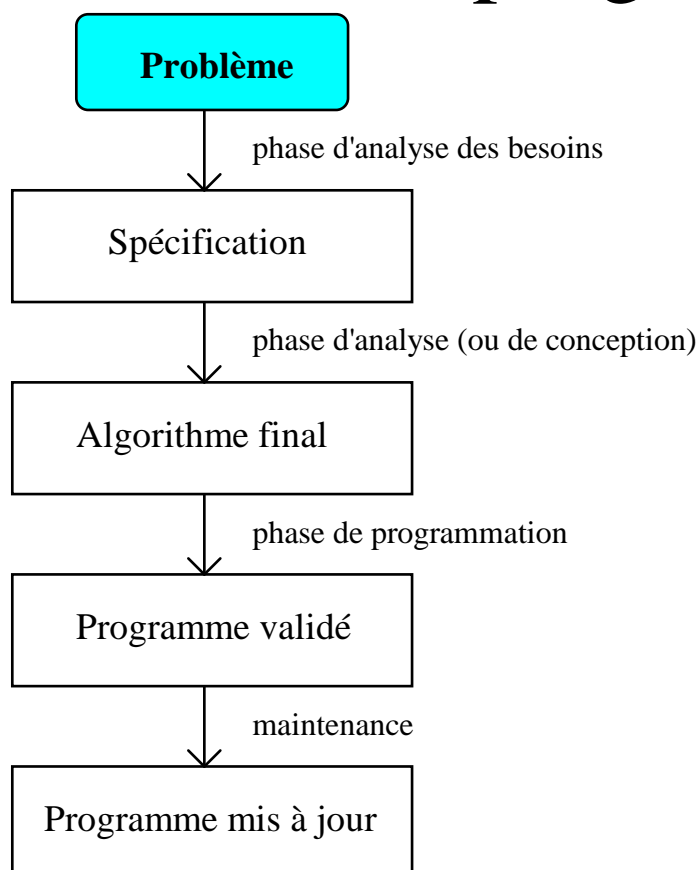 Problème
phase d'analyse des besoins
Spécification
phase d'analyse (ou de conception)
Algorithme final
phase de programmation
Programme validé
maintenance
Programme mis à jour